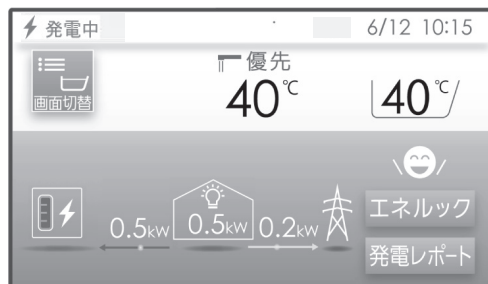 発電中 6/12 10:15
画面切替
優先
40℃ 40℃
0.5kw 0.5kw 0.2kw
エネルック
発電レポート